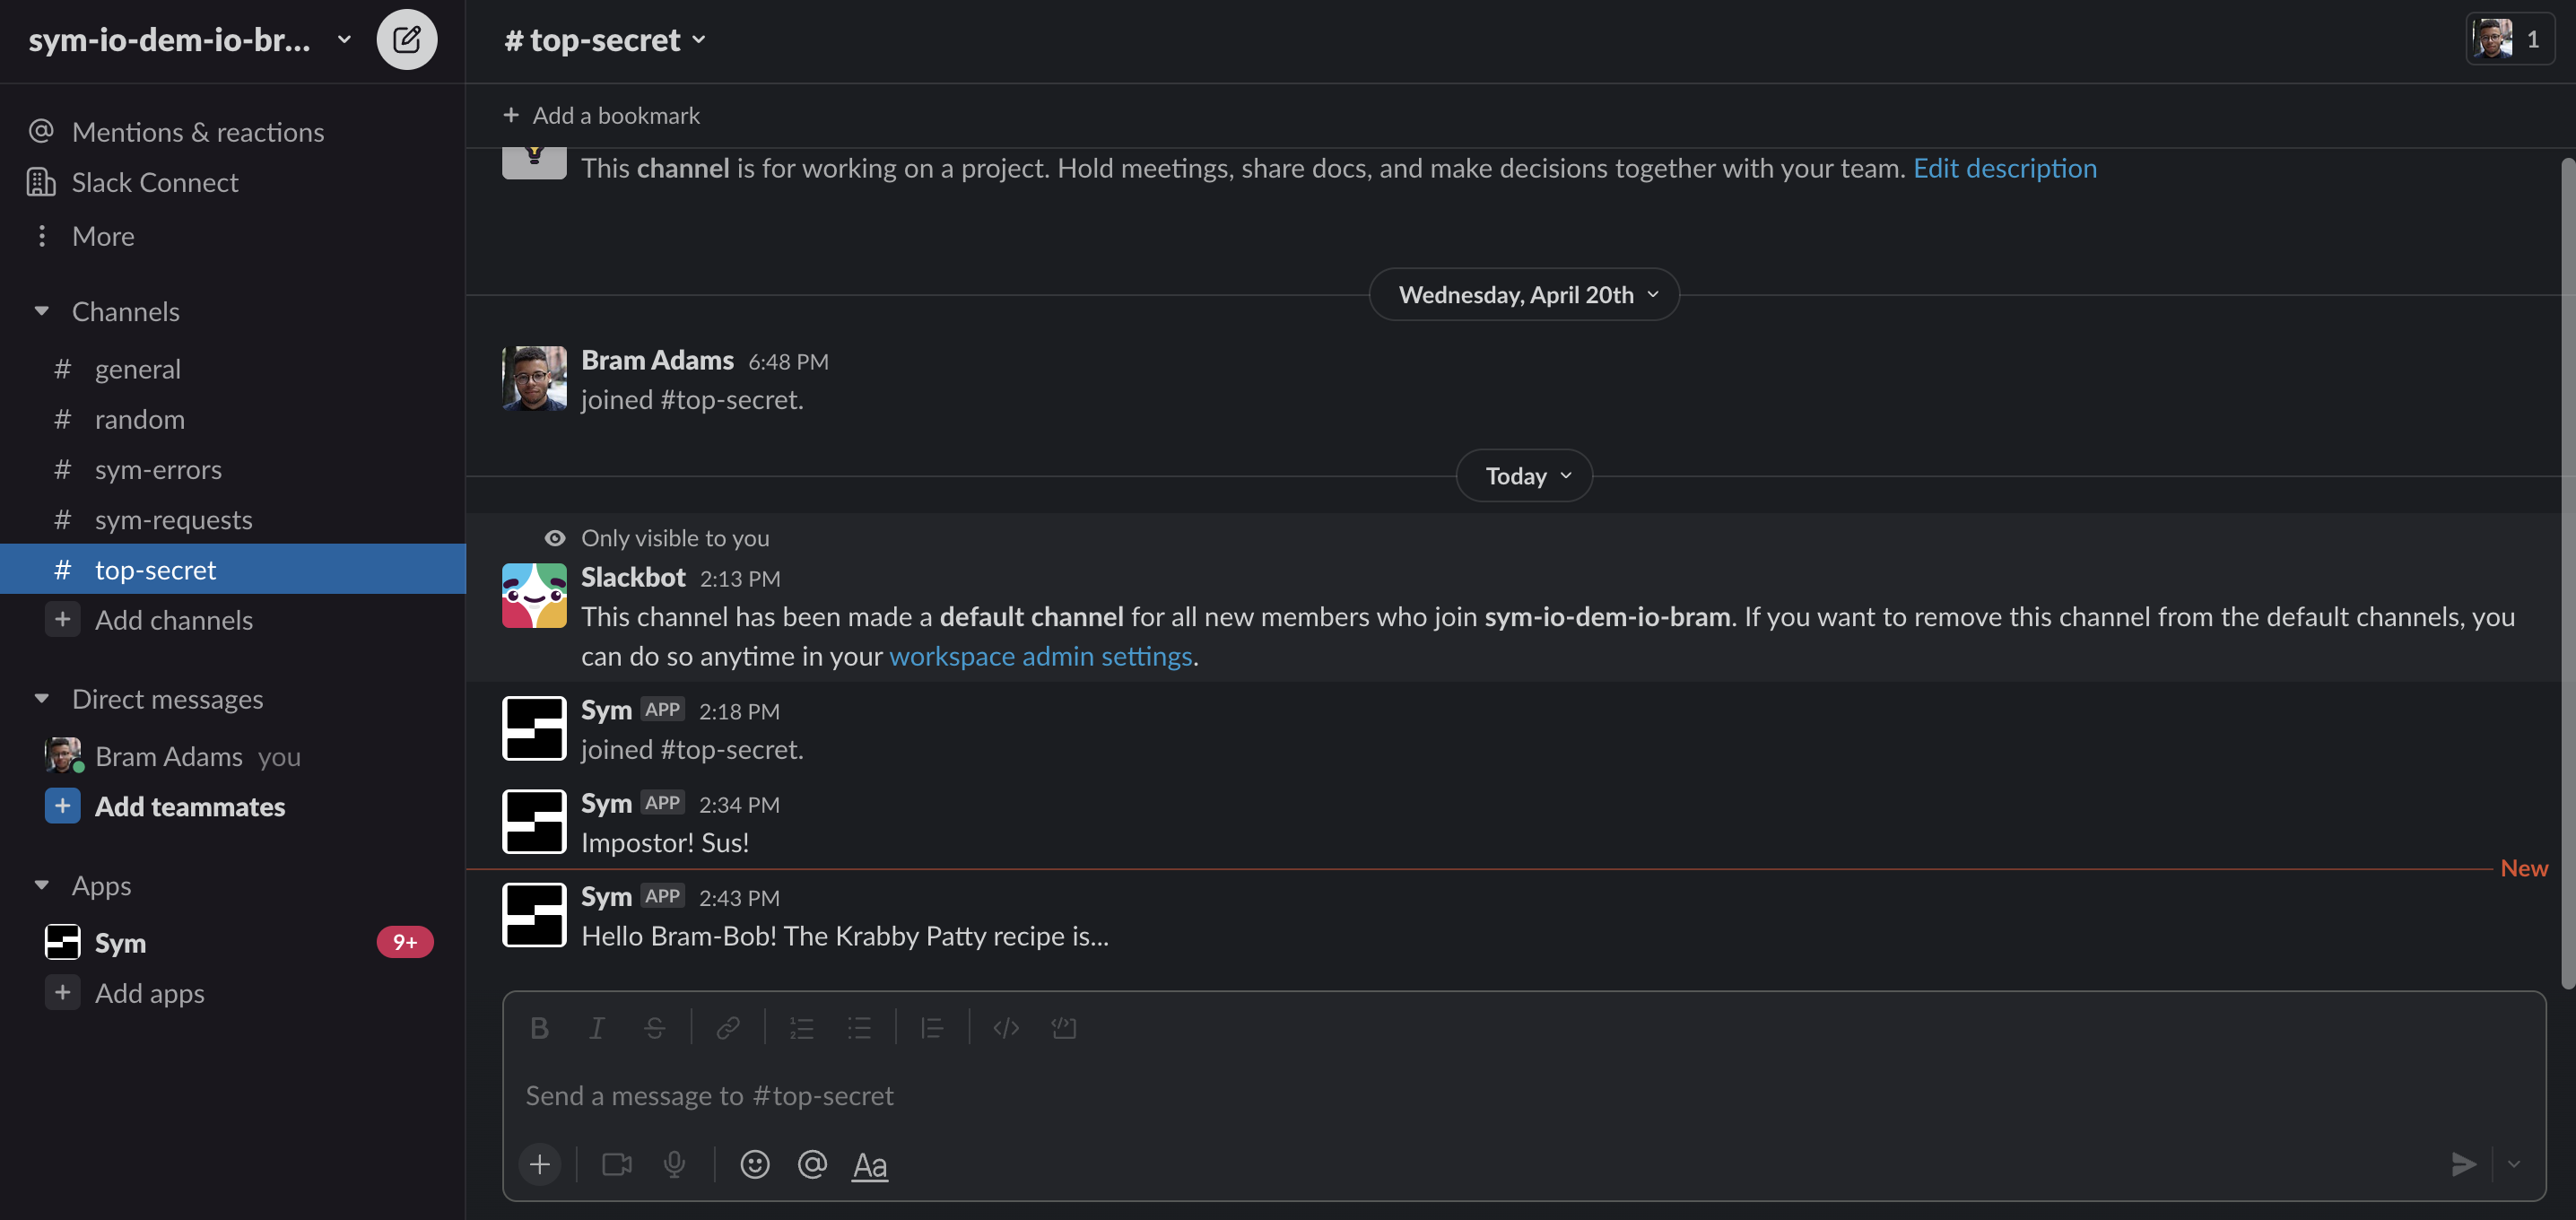 sym-io-dem-io-br...
Mentions & reactions
Slack Connect
More
Channels
# general
# random
# sym-errors
# sym-requests
# top-secret
+ Add channels
Direct messages
Bram Adams you
+ Add teammates
Apps
Sym 9+
+ Add apps
# top-secret
1
+ Add a bookmark
This channel is for working on a project. Hold meetings, share docs, and make decisions together with your team. Edit description
Wednesday, April 20th
Bram Adams 6:48 PM
joined #top-secret.
Today
Only visible to you
Slackbot 2:13 PM
This channel has been made a default channel for all new members who join sym-io-dem-io-bram. If you want to remove this channel from the default channels, you
can do so anytime in your workspace admin settings.
Sym APP 2:18 PM
joined #top-secret.
Sym APP 2:34 PM
Impostor! Sus!
New
Sym APP 2:43 PM
Hello Bram-Bob! The Krabby Patty recipe is...
B I S
Send a message to #top-secret
+ @ Aa